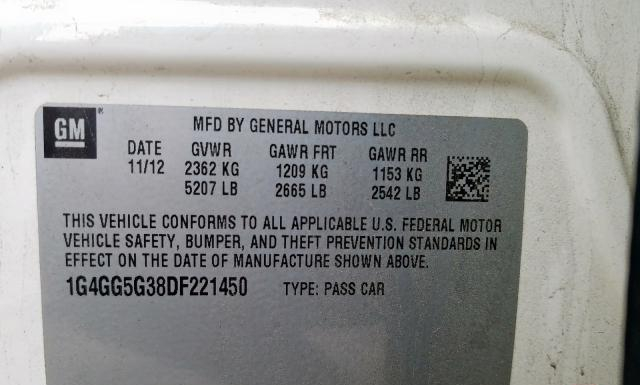 GM ®
MFD BY GENERAL MOTORS LLC
DATE GVWR GAWR FRT GAWR RR
11/12 2362 KG 1209 KG 1153 KG
5207 LB 2665 LB 2542 LB
THIS VEHICLE CONFORMS TO ALL APPLICABLE U.S. FEDERAL MOTOR
VEHICLE SAFETY, BUMPER, AND THEFT PREVENTION STANDARDS IN
EFFECT ON THE DATE OF MANUFACTURE SHOWN ABOVE.
1G4GG5G38DF221450 TYPE: PASS CAR